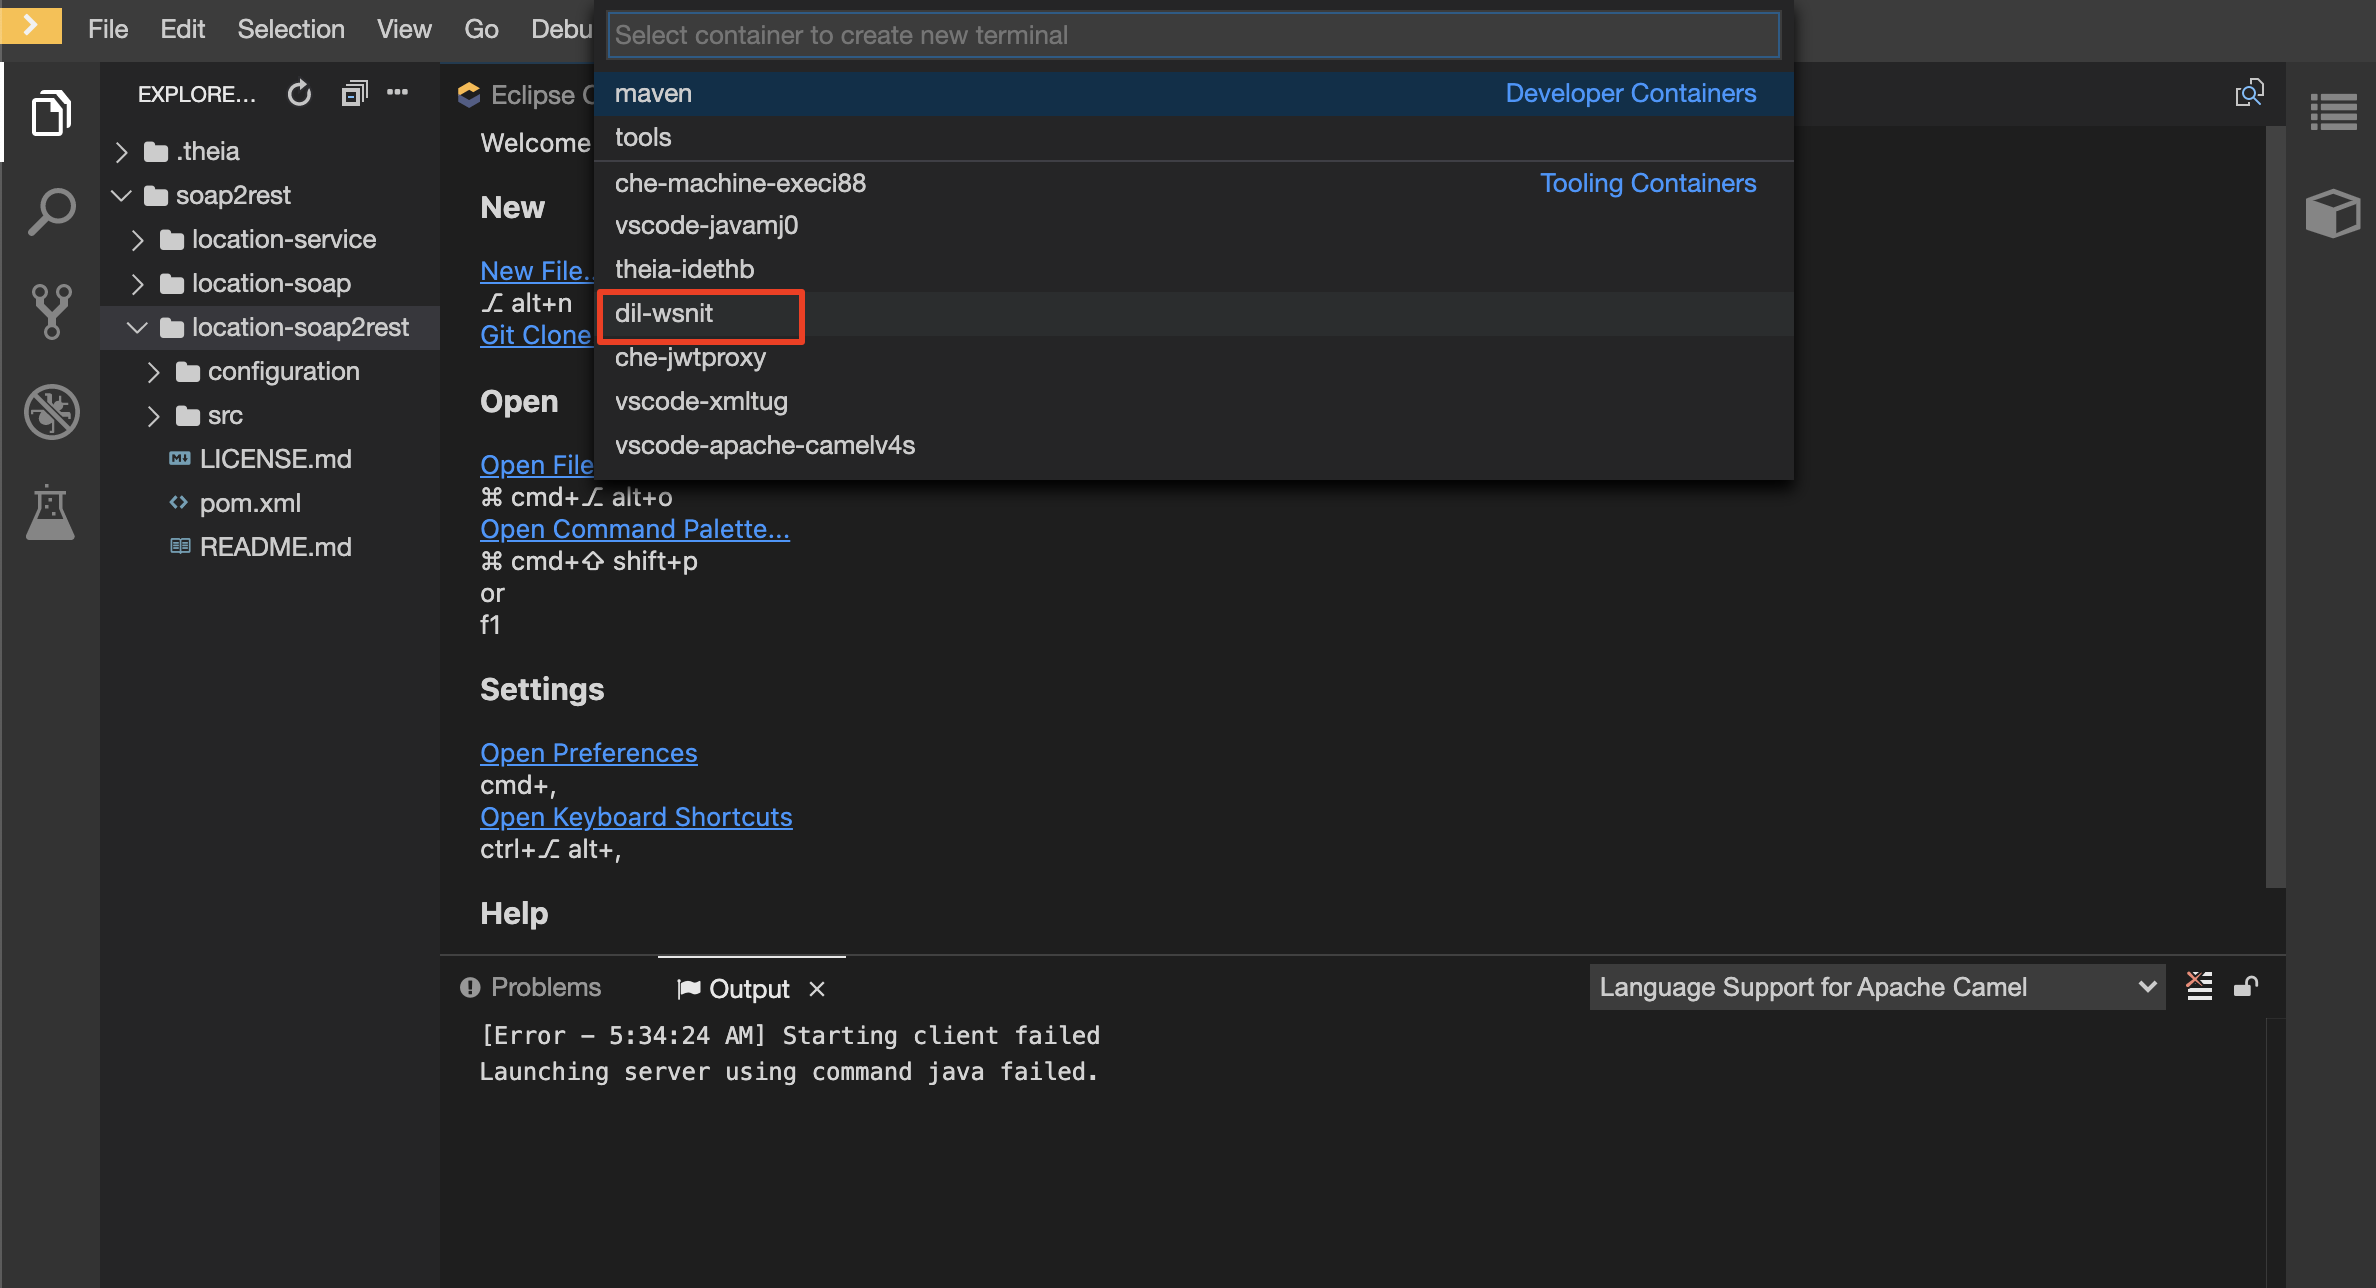 File Edit Selection View Go Debu
Select container to create new terminal
maven Developer Containers
tools
che-machine-execi88 Tooling Containers
vscode-javamj0
theia-idethb
dil-wsnit
che-jwtproxy
vscode-xmltug
vscode-apache-camelv4s
EXPLORE...
.theia
soap2rest
location-service
location-soap
location-soap2rest
configuration
src
LICENSE.md
pom.xml
README.md
Eclipse C
Welcome
New
New File..
⌥ alt+n
Git Clone
Open
Open File
⌘ cmd+⌥ alt+o
Open Command Palette...
⌘ cmd+⇧ shift+p
or
f1
Settings
Open Preferences
cmd+,
Open Keyboard Shortcuts
ctrl+⌥ alt+,
Help
Problems Output Language Support for Apache Camel
[Error - 5:34:24 AM] Starting client failed
Launching server using command java failed.